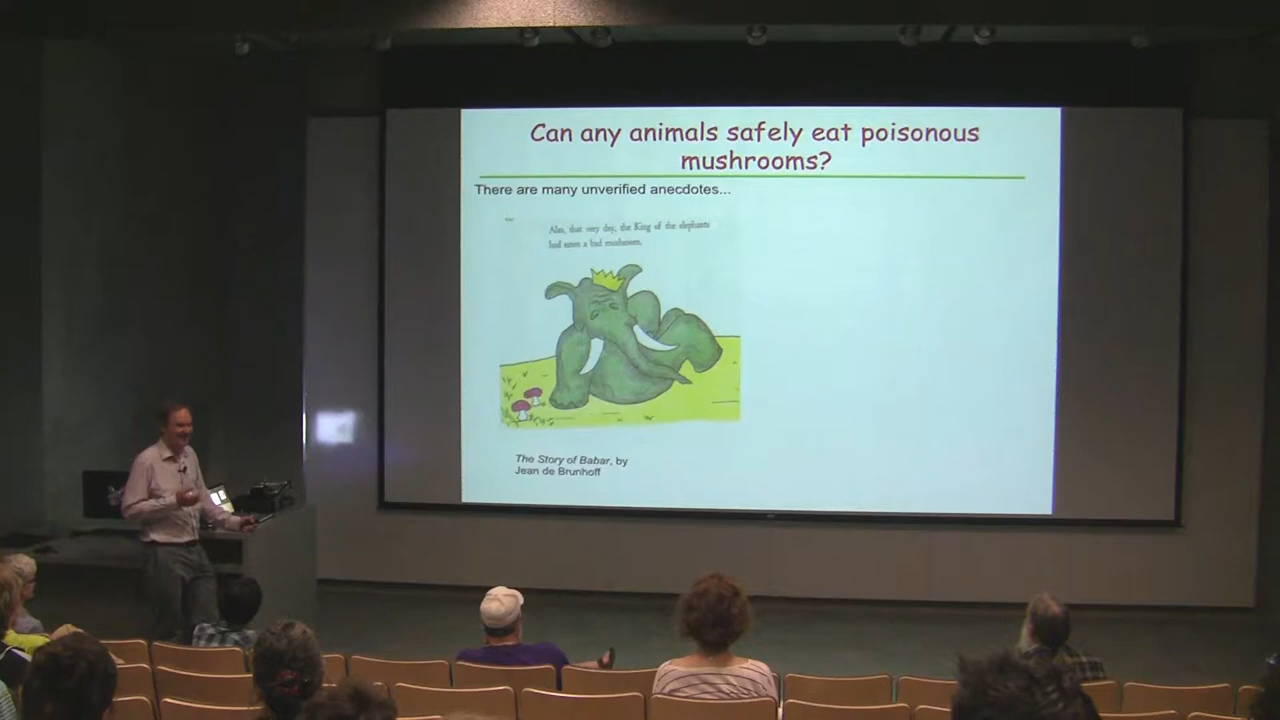 Can any animals safely eat poisonous
mushrooms?
There are many unverified anecdotes...
Alas, that very day, the King of the elephants
had eaten a bad mushroom.
The Story of Babar, by
Jean de Brunhoff